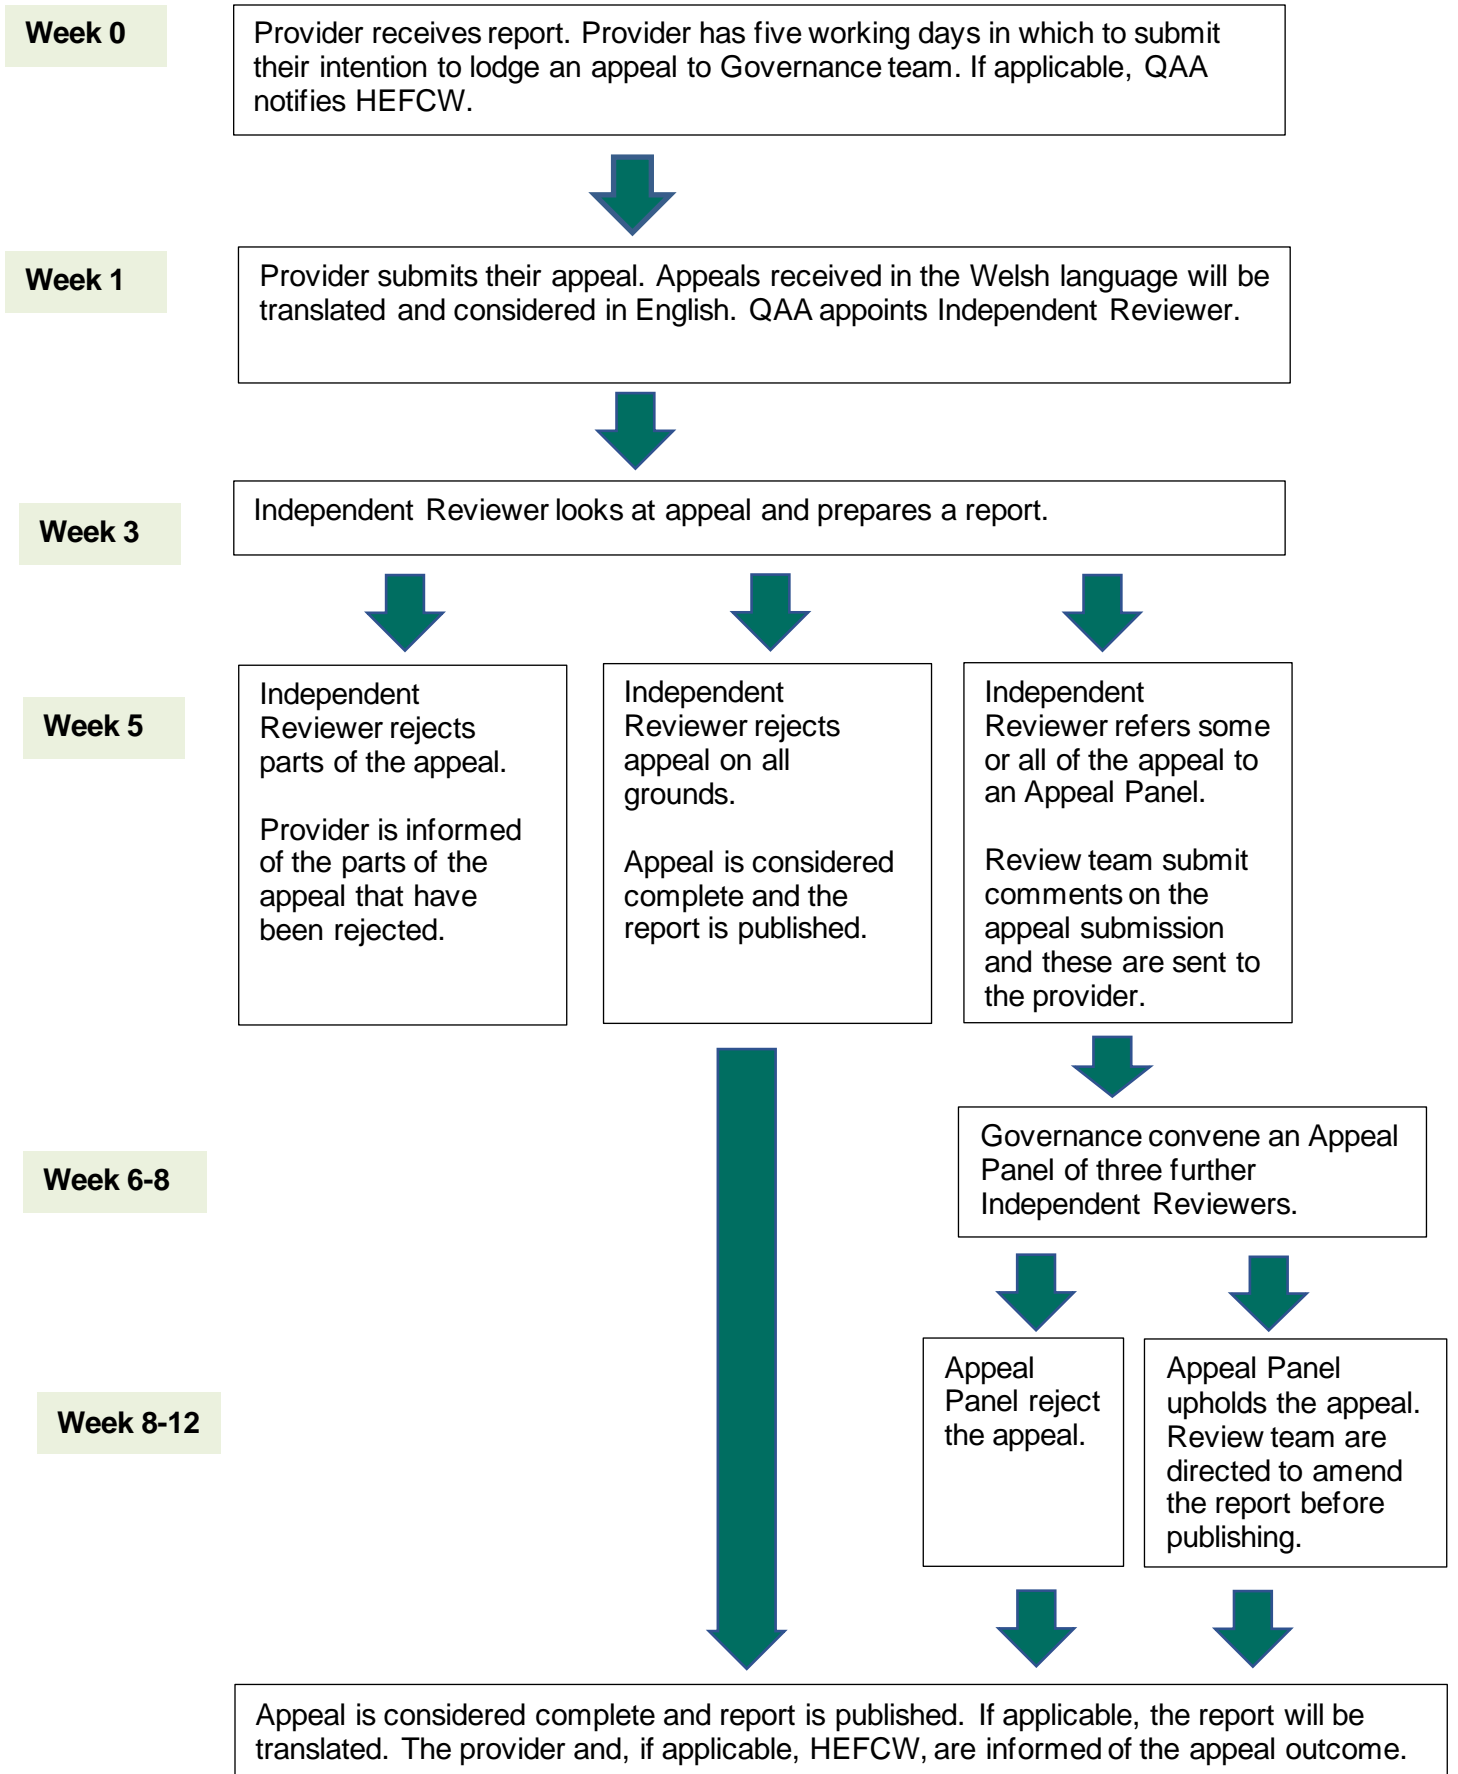 Week 0
Provider receives report. Provider has five working days in which to submit
their intention to lodge an appeal to Governance team. If applicable, QAA
notifies HEFCW.
Week 1
Provider submits their appeal. Appeals received in the Welsh language will be
translated and considered in English. QAA appoints Independent Reviewer.
Week 3
Independent Reviewer looks at appeal and prepares a report.
Week 5
Independent
Reviewer rejects
parts of the appeal.
Provider is informed
of the parts of the
appeal that have
been rejected.
Independent
Reviewer rejects
appeal on all
grounds.
Appeal is considered
complete and the
report is published.
Independent
Reviewer refers some
or all of the appeal to
an Appeal Panel.
Review team submit
comments on the
appeal submission
and these are sent to
the provider.
Week 6-8
Governance convene an Appeal
Panel of three further
Independent Reviewers.
Week 8-12
Appeal
Panel reject
the appeal.
Appeal Panel
upholds the appeal.
Review team are
directed to amend
the report before
publishing.
Appeal is considered complete and report is published. If applicable, the report will be
translated. The provider and, if applicable, HEFCW, are informed of the appeal outcome.